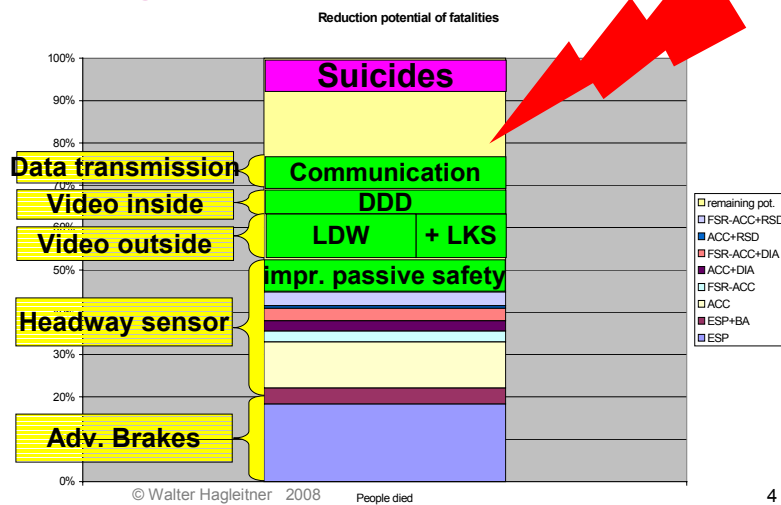 Reduction potential of fatalities
100%
90%
80%
70%
50%
30%
20%
10%
0%
Suicides
Communication
DDD
LDW
+ LKS
impr. passive safety
Data transmission
Video inside
Video outside
Headway sensor
Adv. Brakes
remaining pot.
FSR-ACC+RSD
ACC+RSD
FSR-ACC+DIA
ACC+DIA
FSR-ACC
ACC
ESP+BA
ESP
© Walter Hagleitner 2008
People died
4